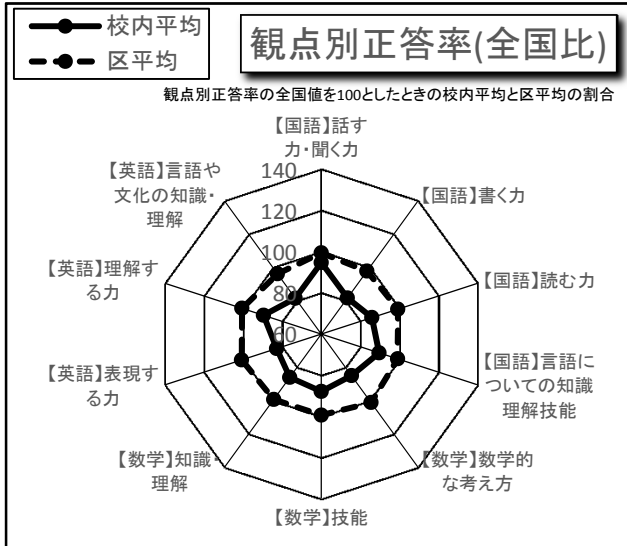 校内平均
区平均
観点別正答率(全国比)
観点別正答率の全国値を100としたときの校内平均と区平均の割合
【国語】話す
力・聞く力
【国語】書く力
【国語】読む力
【国語】言語に
ついての知識
理解技能
【数学】数学的
な考え方
【数学】技能
【数学】知識・
理解
【英語】表現す
る力
【英語】理解す
る力
【英語】言語や
文化の知識・
理解
140
120
100
80
60